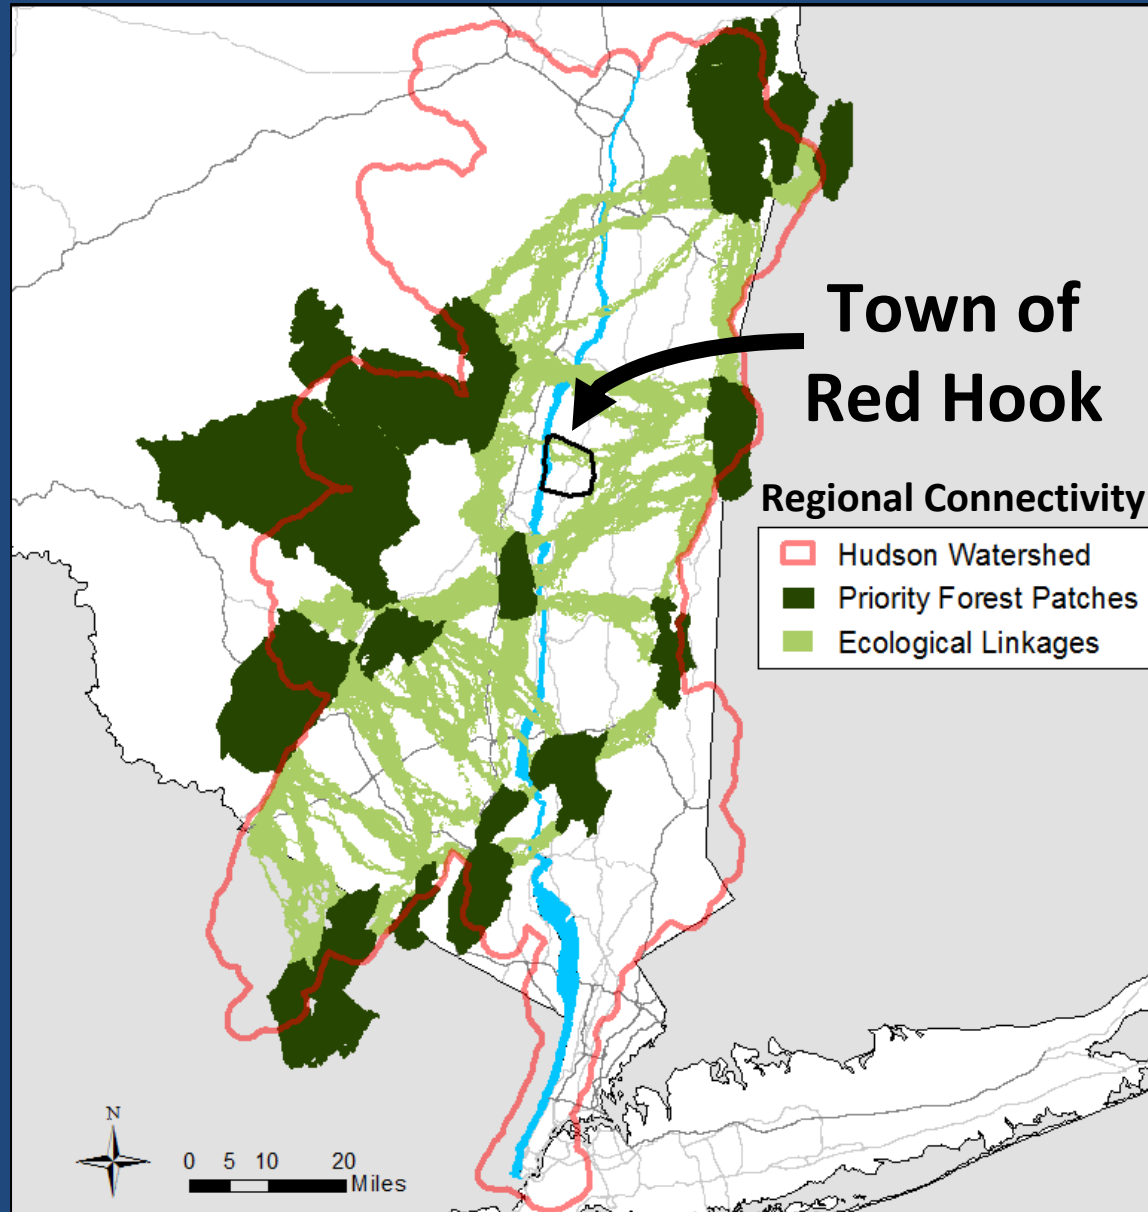 Town of
Red Hook
Regional Connectivity
Hudson Watershed
Priority Forest Patches
Ecological Linkages
N
0 5 10 20
Miles